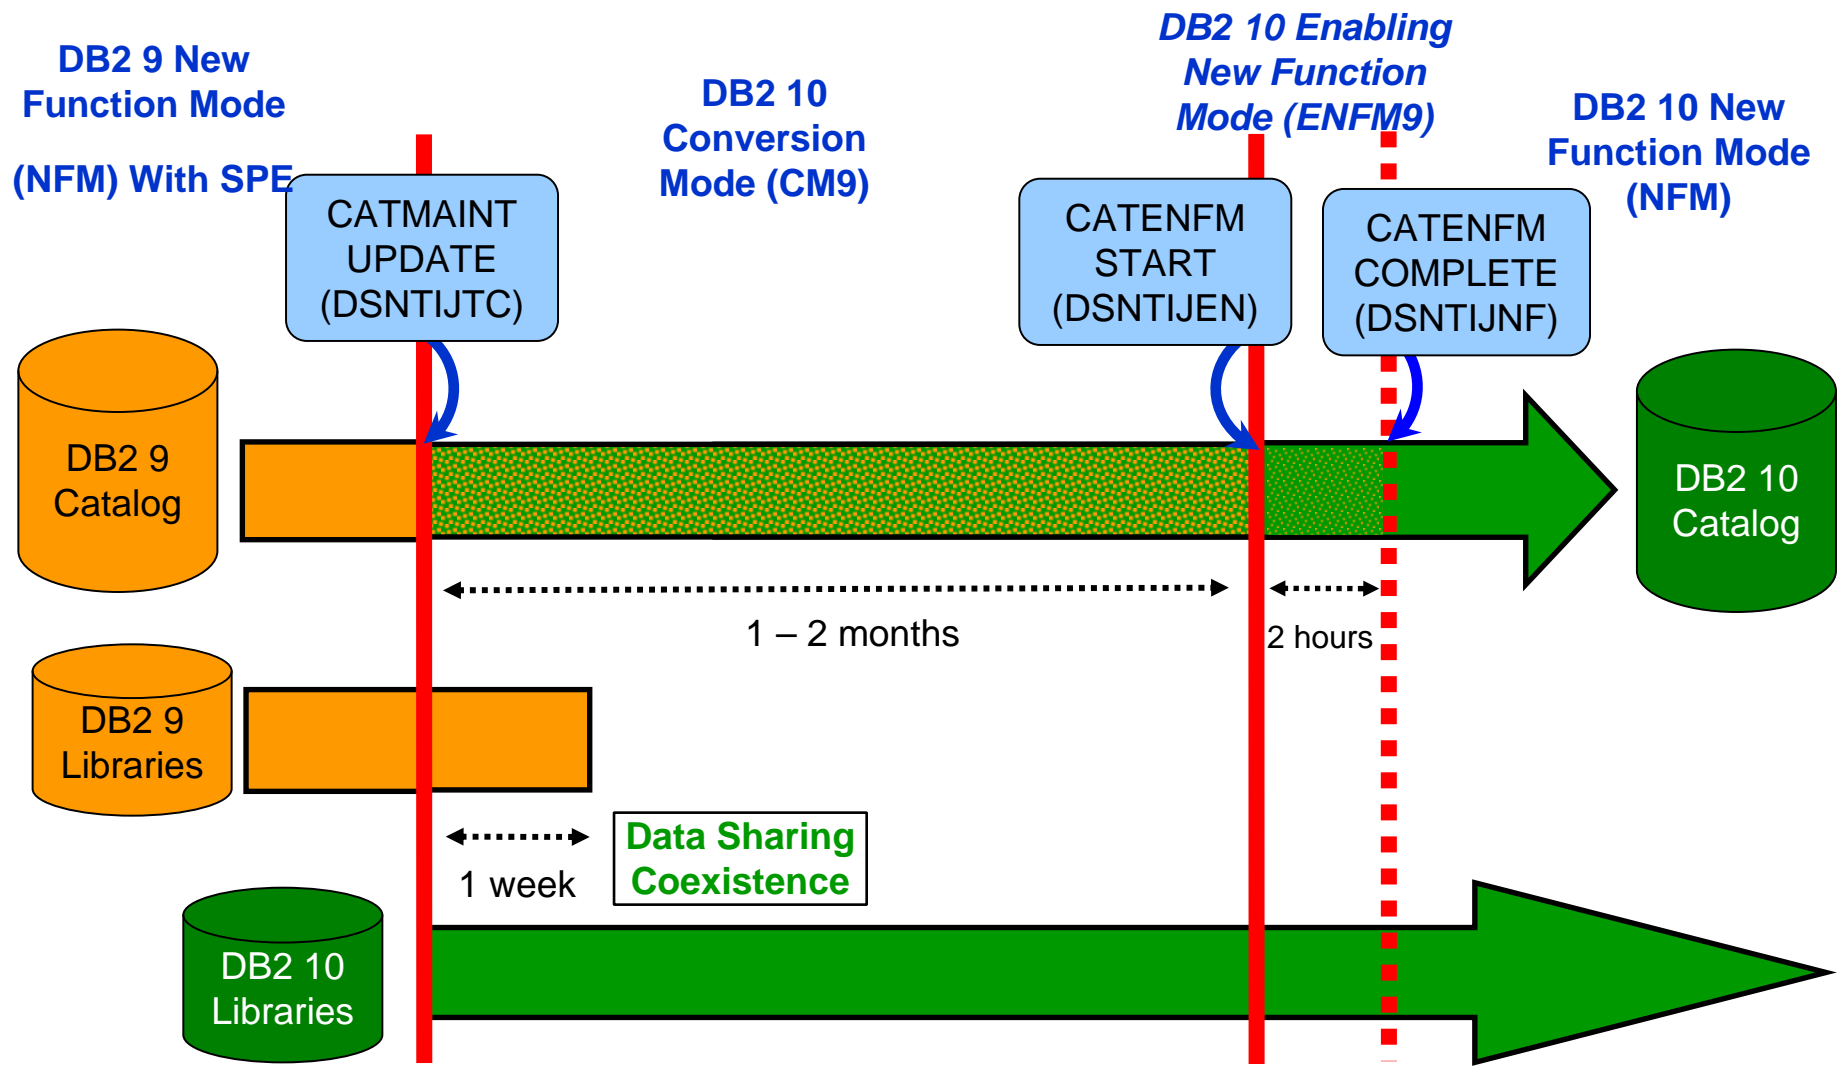 DB2 9 New
Function Mode
(NFM) With SPE
DB2 10
Conversion
Mode (CM9)
DB2 10 Enabling
New Function
Mode (ENFM9)
DB2 10 New
Function Mode
(NFM)
CATMAINT
UPDATE
(DSNTIJTC)
CATENFM
START
(DSNTIJEN)
CATENFM
COMPLETE
(DSNTIJNF)
DB2 9
Catalog
DB2 10
Catalog
1 – 2 months
2 hours
DB2 9
Libraries
1 week
Data Sharing
Coexistence
DB2 10
Libraries